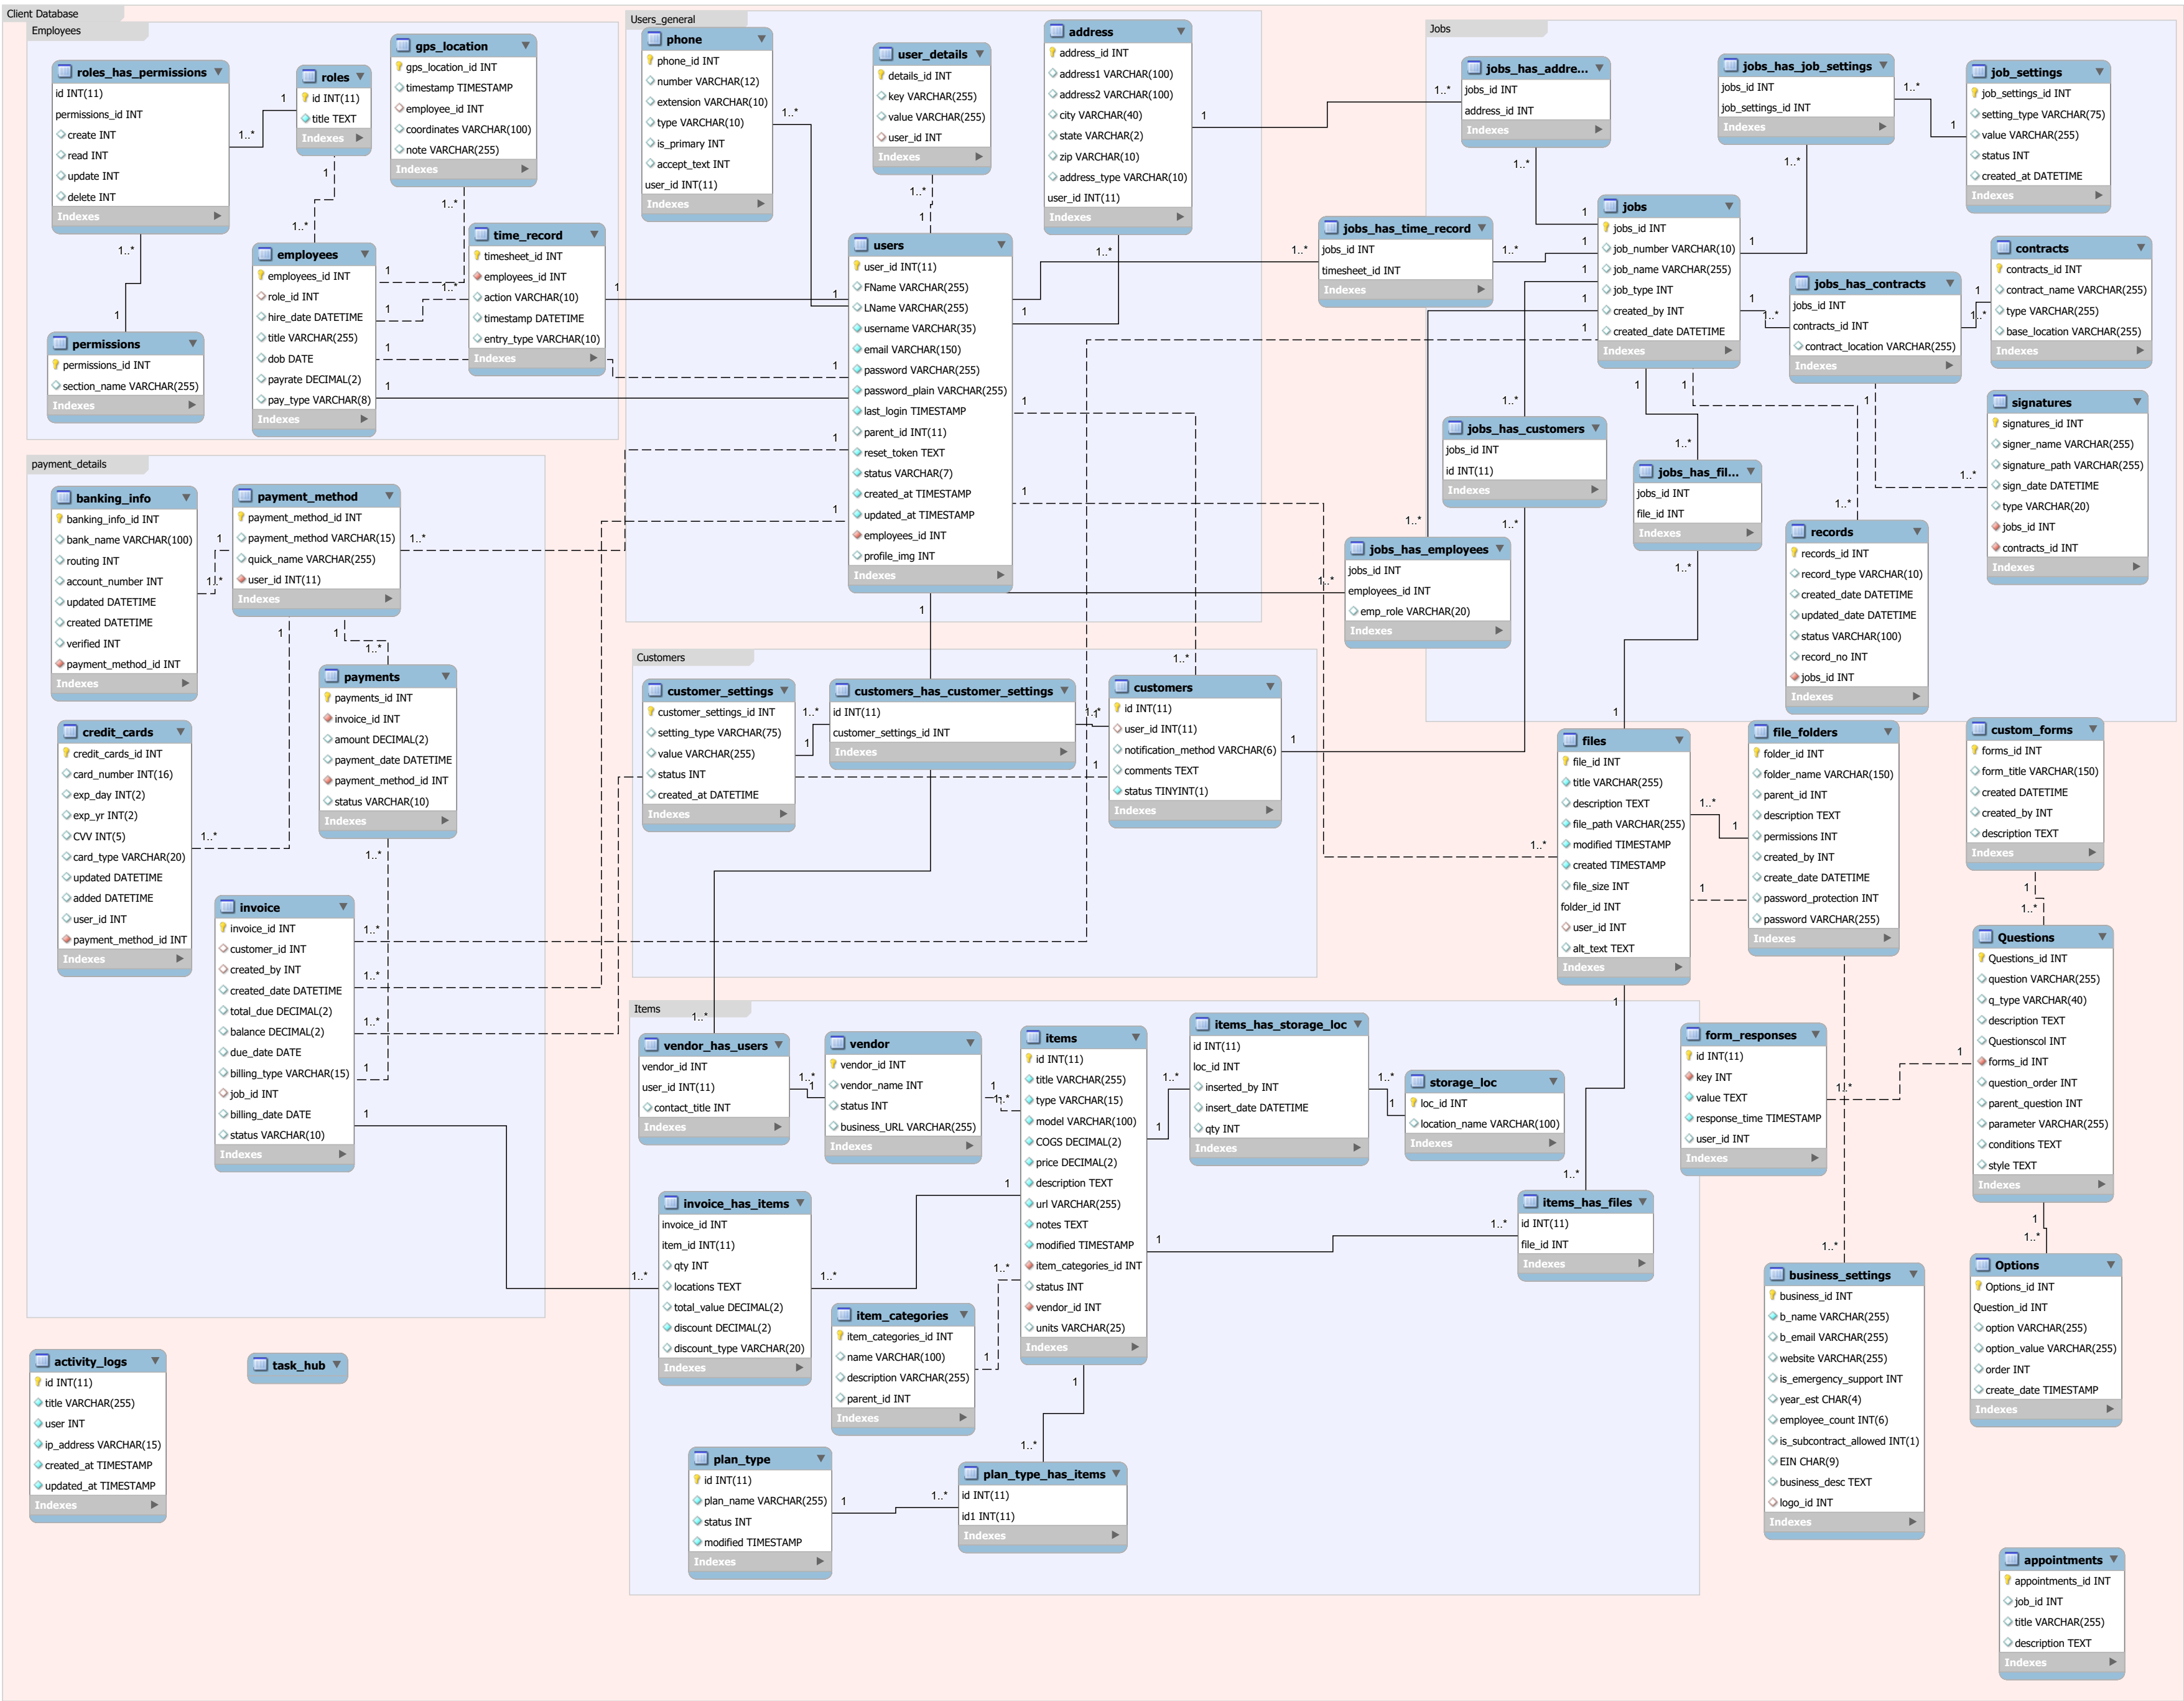 Client Database
Employees
roles_has_permissions
id INT(11)
permissions_id INT
create INT
read INT
update INT
delete INT
Indexes
roles
id INT(11)
title TEXT
Indexes
gps_location
gps_location_id INT
timestamp TIMESTAMP
employee_id INT
coordinates VARCHAR(100)
note VARCHAR(255)
Indexes
employees
employees_id INT
role_id INT
hire_date DATETIME
title VARCHAR(255)
dob DATE
payrate DECIMAL(2)
pay_type VARCHAR(8)
Indexes
time_record
timesheet_id INT
employees_id INT
action VARCHAR(10)
timestamp DATETIME
entry_type VARCHAR(10)
Indexes
permissions
permissions_id INT
section_name VARCHAR(255)
Indexes
Users_general
phone
phone_id INT
number VARCHAR(12)
extension VARCHAR(10)
type VARCHAR(10)
is_primary INT
accept_text INT
user_id INT(11)
Indexes
user_details
details_id INT
key VARCHAR(255)
value VARCHAR(255)
user_id INT
Indexes
address
address_id INT
address1 VARCHAR(100)
address2 VARCHAR(100)
city VARCHAR(40)
state VARCHAR(2)
zip VARCHAR(10)
address_type VARCHAR(10)
user_id INT(11)
Indexes
users
user_id INT(11)
FName VARCHAR(255)
LName VARCHAR(255)
username VARCHAR(35)
email VARCHAR(150)
password VARCHAR(255)
password_plain VARCHAR(255)
last_login TIMESTAMP
parent_id INT(11)
reset_token TEXT
status VARCHAR(7)
created_at TIMESTAMP
updated_at TIMESTAMP
employees_id INT
profile_img INT
Indexes
Jobs
jobs_has_addre...
jobs_id INT
address_id INT
Indexes
jobs_has_job_settings
jobs_id INT
job_settings_id INT
Indexes
job_settings
job_settings_id INT
setting_type VARCHAR(75)
value VARCHAR(255)
status INT
created_at DATETIME
Indexes
jobs_has_time_record
jobs_id INT
timesheet_id INT
Indexes
jobs
jobs_id INT
job_number VARCHAR(10)
job_name VARCHAR(255)
job_type INT
created_by INT
created_date DATETIME
Indexes
jobs_has_contracts
jobs_id INT
contracts_id INT
contract_location VARCHAR(255)
Indexes
contracts
contracts_id INT
contract_name VARCHAR(255)
type VARCHAR(255)
base_location VARCHAR(255)
Indexes
signatures
signatures_id INT
signer_name VARCHAR(255)
signature_path VARCHAR(255)
sign_date DATETIME
type VARCHAR(20)
jobs_id INT
contracts_id INT
Indexes
jobs_has_customers
jobs_id INT
id INT(11)
Indexes
jobs_has_fil...
jobs_id INT
file_id INT
Indexes
jobs_has_employees
jobs_id INT
employees_id INT
emp_role VARCHAR(20)
Indexes
records
records_id INT
record_type VARCHAR(10)
created_date DATETIME
updated_date DATETIME
status VARCHAR(100)
record_no INT
jobs_id INT
Indexes
payment_details
banking_info
banking_info_id INT
bank_name VARCHAR(100)
routing INT
account_number INT
updated DATETIME
created DATETIME
verified INT
payment_method_id INT
Indexes
payment_method
payment_method_id INT
payment_method VARCHAR(15)
quick_name VARCHAR(255)
user_id INT(11)
Indexes
payments
payments_id INT
invoice_id INT
amount DECIMAL(2)
payment_date DATETIME
payment_method_id INT
status VARCHAR(10)
Indexes
credit_cards
credit_cards_id INT
card_number INT(16)
exp_day INT(2)
exp_yr INT(2)
CVV INT(5)
card_type VARCHAR(20)
updated DATETIME
added DATETIME
user_id INT
payment_method_id INT
Indexes
invoice
invoice_id INT
customer_id INT
created_by INT
created_date DATETIME
total_due DECIMAL(2)
balance DECIMAL(2)
due_date DATE
billing_type VARCHAR(15)
job_id INT
billing_date DATE
status VARCHAR(10)
Indexes
Customers
customer_settings
customer_settings_id INT
setting_type VARCHAR(75)
value VARCHAR(255)
status INT
created_at DATETIME
Indexes
customers_has_customer_settings
id INT(11)
customer_settings_id INT
Indexes
customers
id INT(11)
user_id INT(11)
notification_method VARCHAR(6)
comments TEXT
status TINYINT(1)
Indexes
files
file_id INT
title VARCHAR(255)
description TEXT
file_path VARCHAR(255)
modified TIMESTAMP
created TIMESTAMP
file_size INT
folder_id INT
user_id INT
alt_text TEXT
Indexes
file_folders
folder_id INT
folder_name VARCHAR(150)
parent_id INT
description TEXT
permissions INT
created_by INT
create_date DATETIME
password_protection INT
password VARCHAR(255)
Indexes
custom_forms
forms_id INT
form_title VARCHAR(150)
created DATETIME
created_by INT
description TEXT
Indexes
Questions
Questions_id INT
question VARCHAR(255)
q_type VARCHAR(40)
description TEXT
Questionscol INT
forms_id INT
question_order INT
parent_question INT
parameter VARCHAR(255)
conditions TEXT
style TEXT
Indexes
form_responses
id INT(11)
key INT
value TEXT
response_time TIMESTAMP
user_id INT
Indexes
Items
vendor_has_users
vendor_id INT
user_id INT(11)
contact_title INT
Indexes
vendor
vendor_id INT
vendor_name INT
status INT
business_URL VARCHAR(255)
Indexes
items
id INT(11)
title VARCHAR(255)
type VARCHAR(15)
model VARCHAR(100)
COGS DECIMAL(2)
price DECIMAL(2)
description TEXT
url VARCHAR(255)
notes TEXT
modified TIMESTAMP
item_categories_id INT
status INT
vendor_id INT
units VARCHAR(25)
Indexes
items_has_storage_loc
id INT(11)
loc_id INT
inserted_by INT
insert_date DATETIME
qty INT
Indexes
storage_loc
loc_id INT
location_name VARCHAR(100)
Indexes
invoice_has_items
invoice_id INT
item_id INT(11)
qty INT
locations TEXT
total_value DECIMAL(2)
discount DECIMAL(2)
discount_type VARCHAR(20)
Indexes
items_has_files
id INT(11)
file_id INT
Indexes
item_categories
item_categories_id INT
name VARCHAR(100)
description VARCHAR(255)
parent_id INT
Indexes
plan_type
id INT(11)
plan_name VARCHAR(255)
status INT
modified TIMESTAMP
Indexes
plan_type_has_items
id INT(11)
id1 INT(11)
Indexes
business_settings
business_id INT
b_name VARCHAR(255)
b_email VARCHAR(255)
website VARCHAR(255)
is_emergency_support INT
year_est CHAR(4)
employee_count INT(6)
is_subcontract_allowed INT(1)
EIN CHAR(9)
business_desc TEXT
logo_id INT
Indexes
Options
Options_id INT
Question_id INT
option VARCHAR(255)
option_value VARCHAR(255)
order INT
create_date TIMESTAMP
Indexes
activity_logs
id INT(11)
title VARCHAR(255)
user INT
ip_address VARCHAR(15)
created_at TIMESTAMP
updated_at TIMESTAMP
Indexes
task_hub
appointments
appointments_id INT
job_id INT
title VARCHAR(255)
description TEXT
Indexes